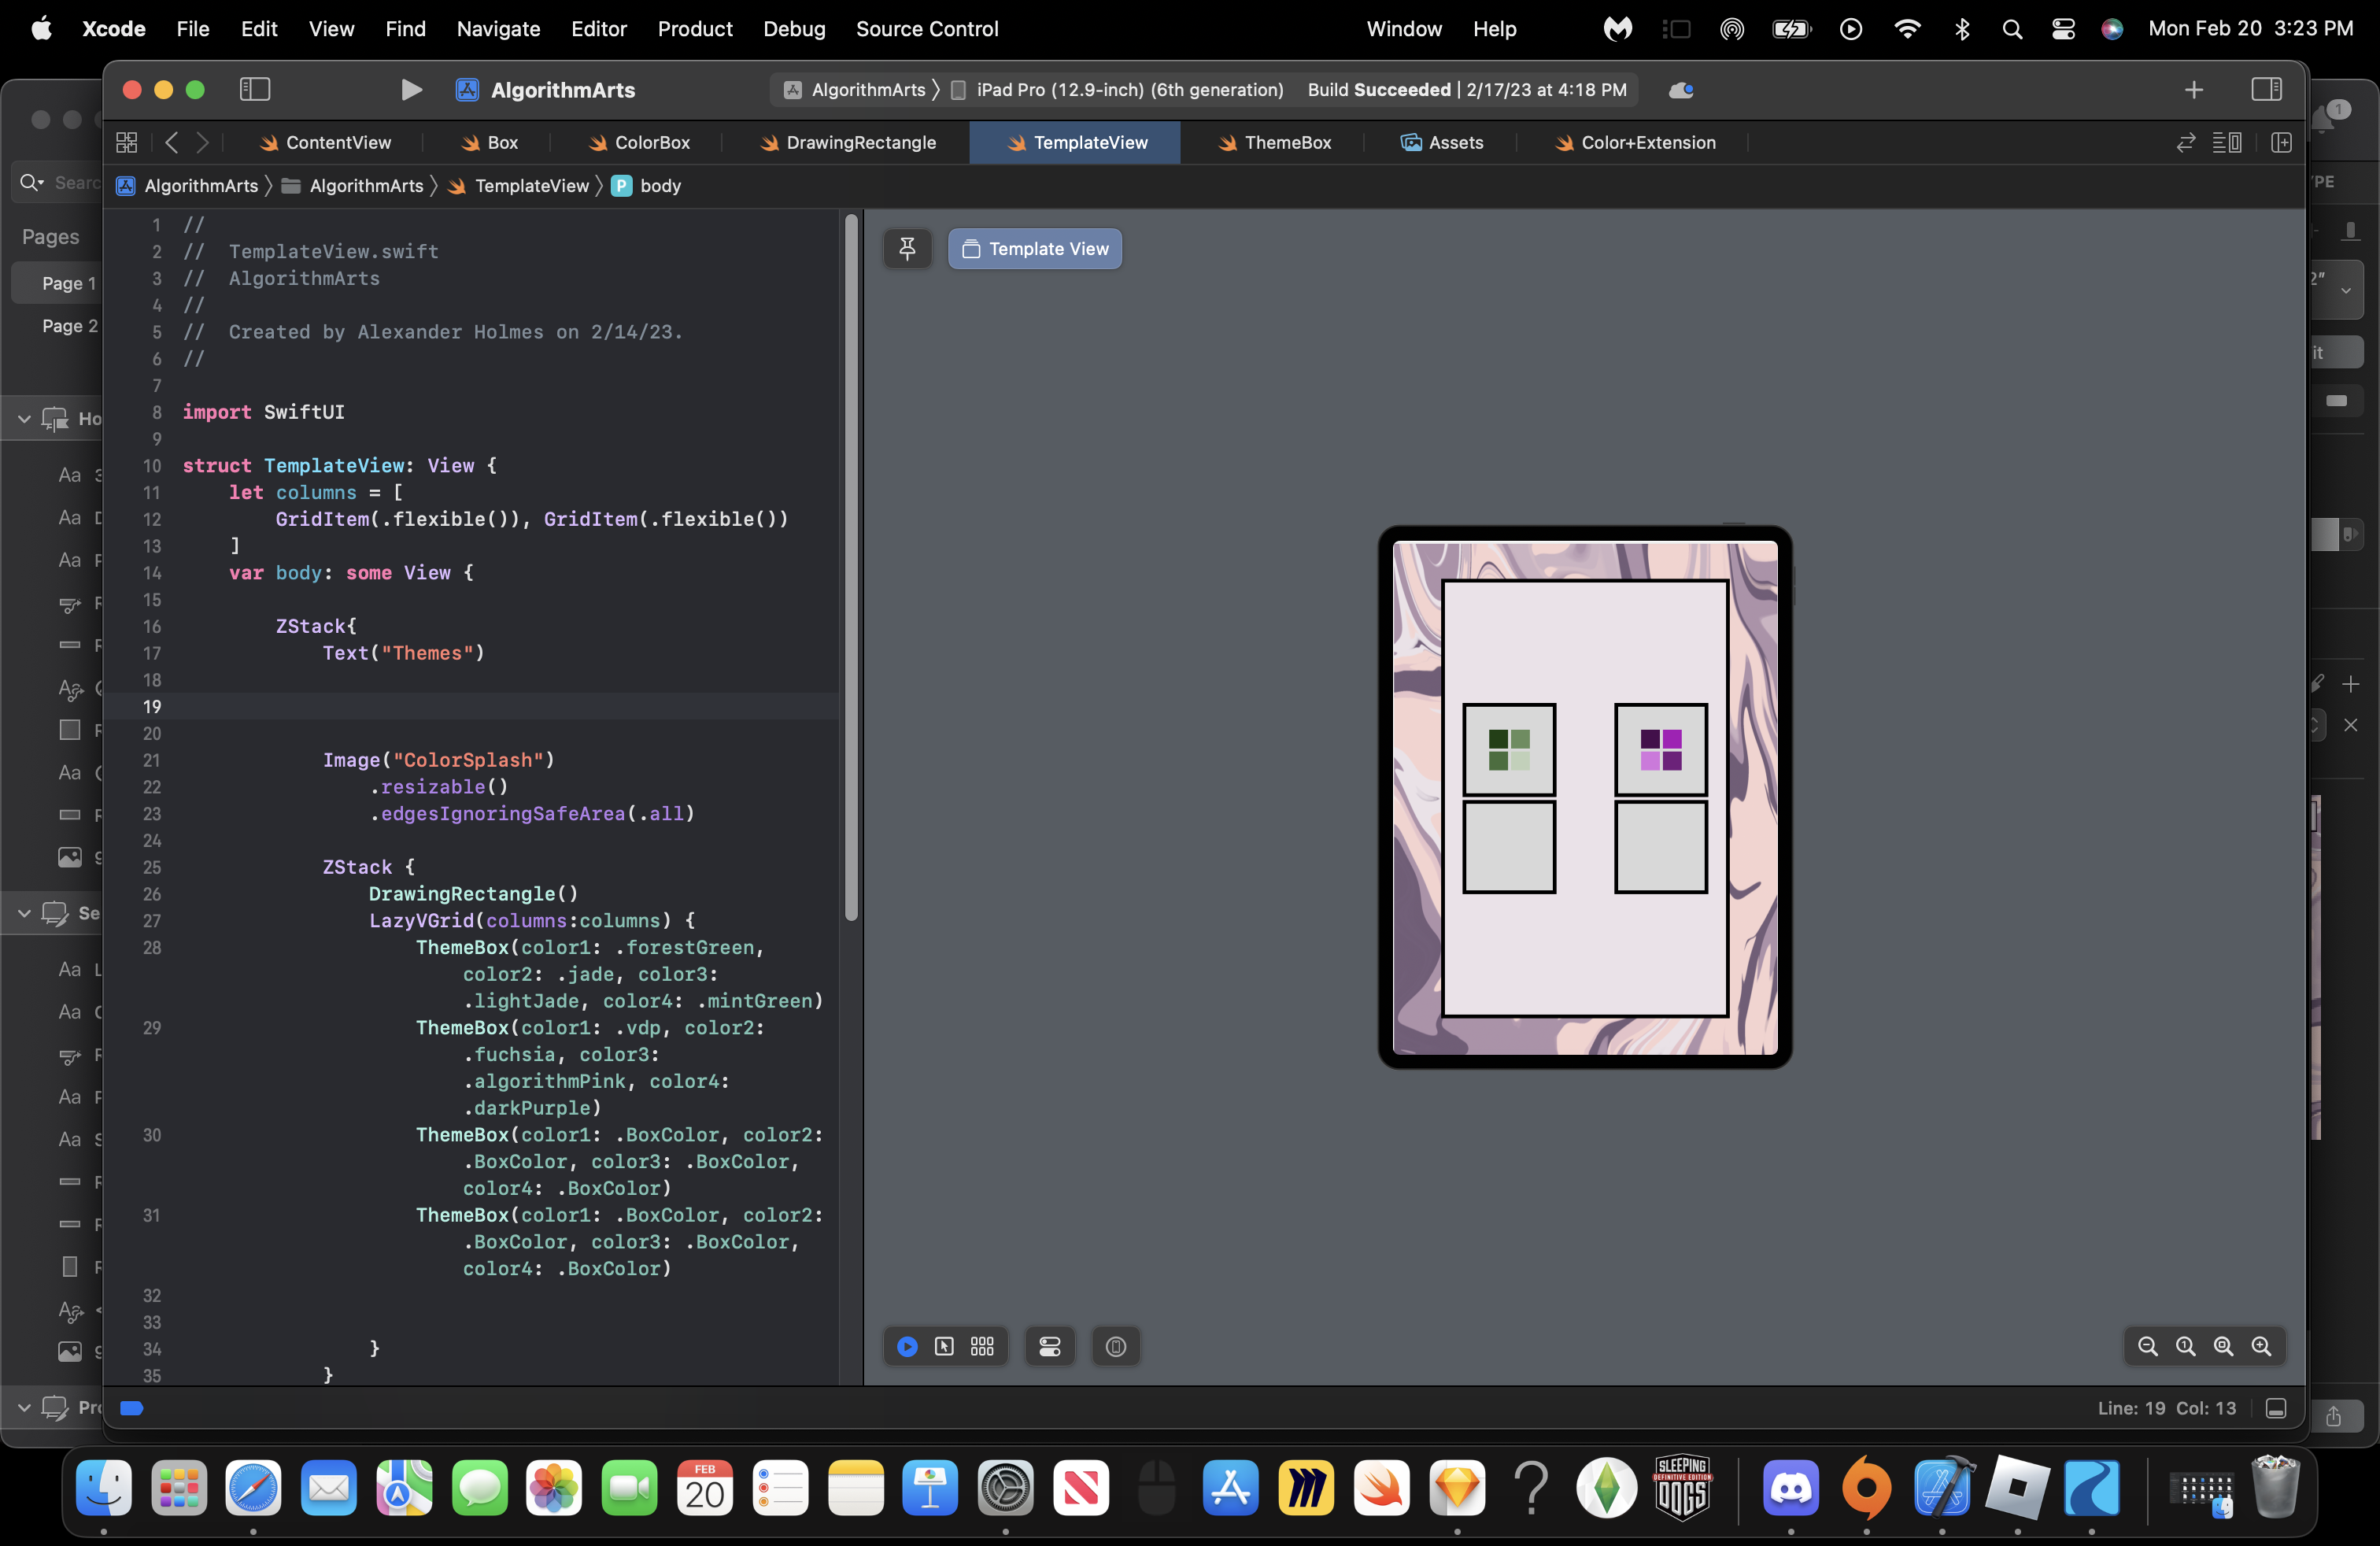 Xcode File Edit View Find Navigate Editor Product Debug Source Control Window Help Mon Feb 20 3:23 PM
AlgorithmArts AlgorithmArts iPad Pro (12.9-inch) (6th generation) Build Succeeded | 2/17/23 at 4:18 PM
1
ContentView Box ColorBox DrawingRectangle TemplateView ThemeBox Assets Color+Extension
AlgorithmArts AlgorithmArts TemplateView P body
Pages
Page 1
Page 2
Template View
1 //
2 //  TemplateView.swift
3 //  AlgorithmArts
4 //
5 //  Created by Alexander Holmes on 2/14/23.
6 //
7
8 import SwiftUI
9
10 struct TemplateView: View {
11     let columns = [
12         GridItem(.flexible()), GridItem(.flexible())
13     ]
14     var body: some View {
15
16         ZStack{
17             Text("Themes")
18
19
20
21             Image("ColorSplash")
22                 .resizable()
23                 .edgesIgnoringSafeArea(.all)
24
25             ZStack {
26                 DrawingRectangle()
27                 LazyVGrid(columns:columns) {
28                     ThemeBox(color1: .forestGreen,
color2: .jade, color3:
.lightJade, color4: .mintGreen)
29                     ThemeBox(color1: .vdp, color2:
.fuchsia, color3:
.algorithmPink, color4:
.darkPurple)
30                     ThemeBox(color1: .BoxColor, color2:
.BoxColor, color3: .BoxColor,
color4: .BoxColor)
31                     ThemeBox(color1: .BoxColor, color2:
.BoxColor, color3: .BoxColor,
color4: .BoxColor)
32
33
34                 }
35             }
Line: 19 Col: 13
FEB
20
SLEEPING
DEFINITIVE EDITION
DOGS